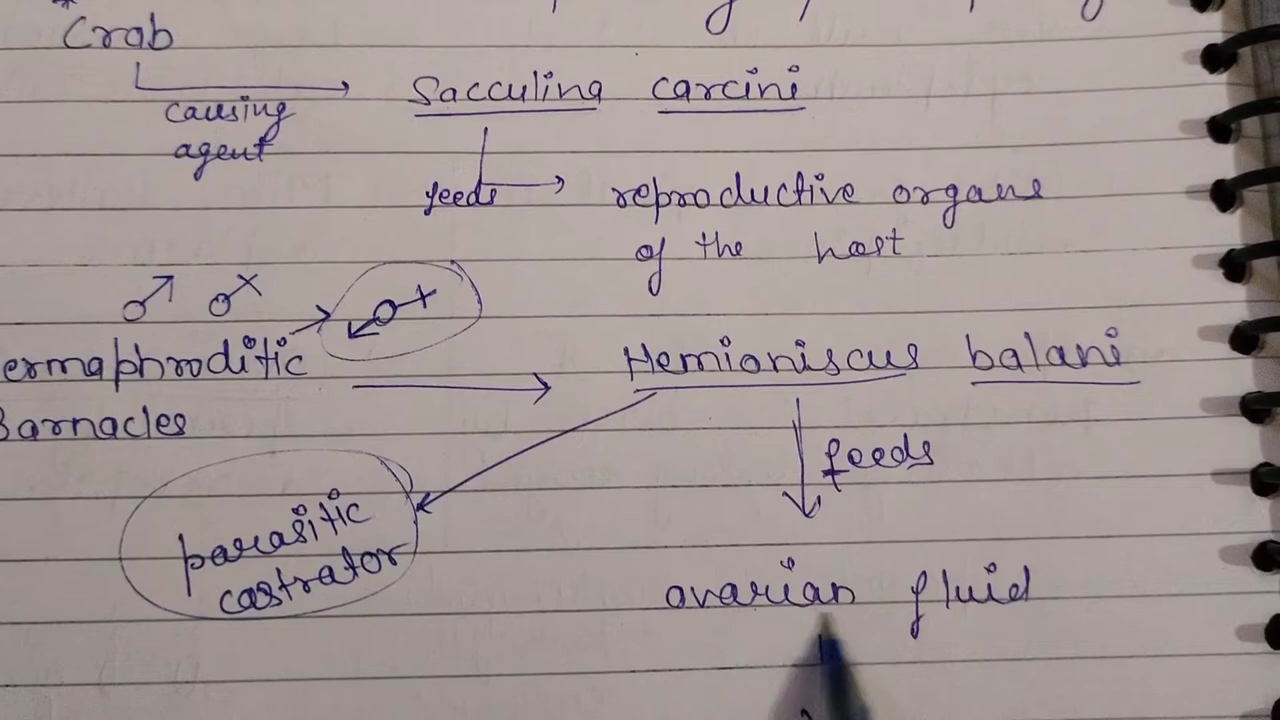 Crab
Sacculina carcini
causing
agent
feeds
reproductive organs
of the host
ermaphroditic
Hemioniscus balani
Barnacles
feeds
parasitic
castrator
ovarian fluid